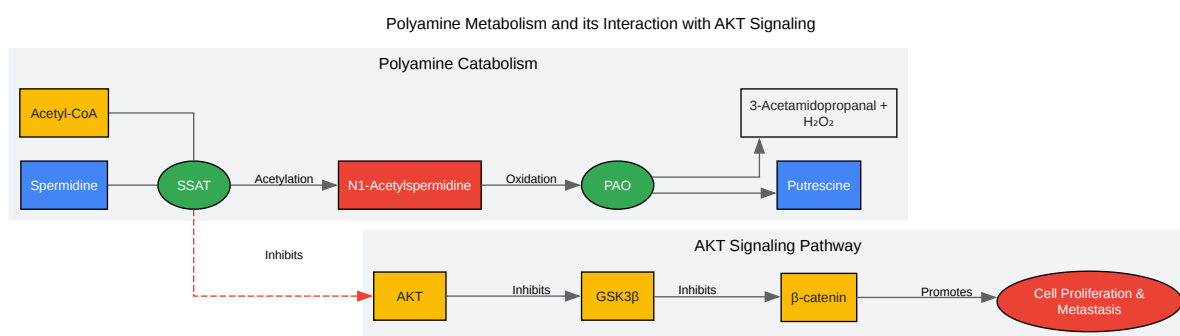 Polyamine Metabolism and its Interaction with AKT Signaling
Polyamine Catabolism
Acetyl-CoA
3-Acetamidopropanal +
H₂O₂
Spermidine
SSAT
Acetylation
N1-Acetylspermidine
Oxidation
PAO
Putrescine
Inhibits
AKT Signaling Pathway
AKT
Inhibits
GSK3β
Inhibits
β-catenin
Promotes
Cell Proliferation &
Metastasis